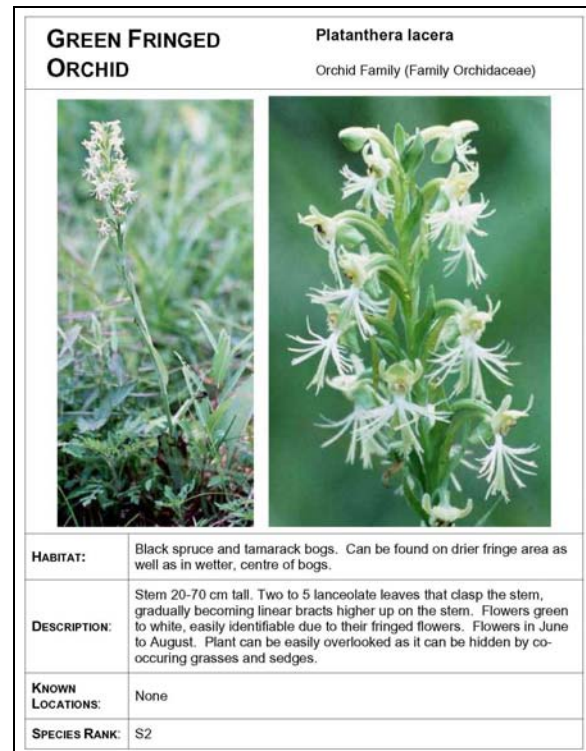 GREEN FRINGED
ORCHID
Platanthera lacera
Orchid Family (Family Orchidaceae)
HABITAT:
Black spruce and tamarack bogs. Can be found on drier fringe area as
well as in wetter, centre of bogs.
DESCRIPTION:
Stem 20-70 cm tall. Two to 5 lanceolate leaves that clasp the stem,
gradually becoming linear bracts higher up on the stem. Flowers green
to white, easily identifiable due to their fringed flowers. Flowers in June
to August. Plant can be easily overlooked as it can be hidden by co-
occuring grasses and sedges.
KNOWN
LOCATIONS:
None
SPECIES RANK:
S2